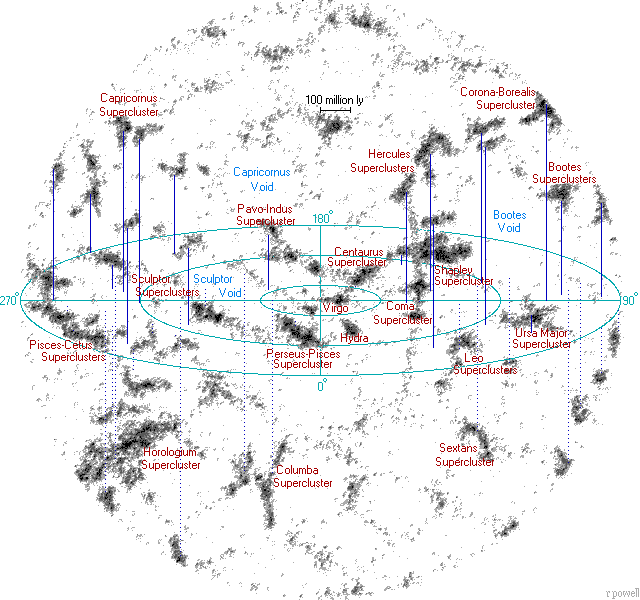 100 million ly
Capricornus
Supercluster
Corona-Borealis
Supercluster
Hercules
Superclusters
Capricornus
Void
Bootes
Superclusters
Pavo-Indus
Supercluster
180°
Bootes
Void
Centaurus
Supercluster
Shapley
Supercluster
Sculptor
Superclusters
Sculptor
Void
270°
90°
Virgo
Coma
Supercluster
Hydra
Ursa Major
Supercluster
Pisces-Cetus
Superclusters
Perseus-Pisces
Supercluster
Leo
Superclusters
0°
Horologium
Supercluster
Columba
Supercluster
Sextans
Supercluster
r powell